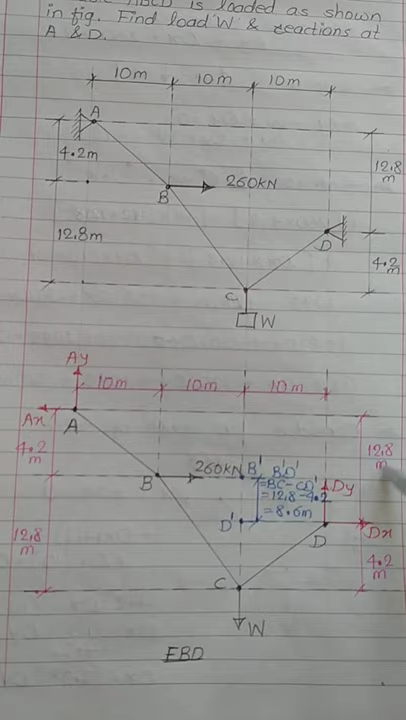 ABCD is loaded as shown
in fig. Find load W & reactions at
A & D.
10m 10m 10m
A
4.2m
12.8
m
B
260KN
12.8m
D
4.2
m
C
W
Ay
10m 10m 10m
Ax
A
4.2
m
12.8
m
260KN B' B'D'
B
=BC-CD'
Dy
=12.8-4.2
=8.6m
D'
Dx
12.8
m
D
4.2
m
C
W
FBD